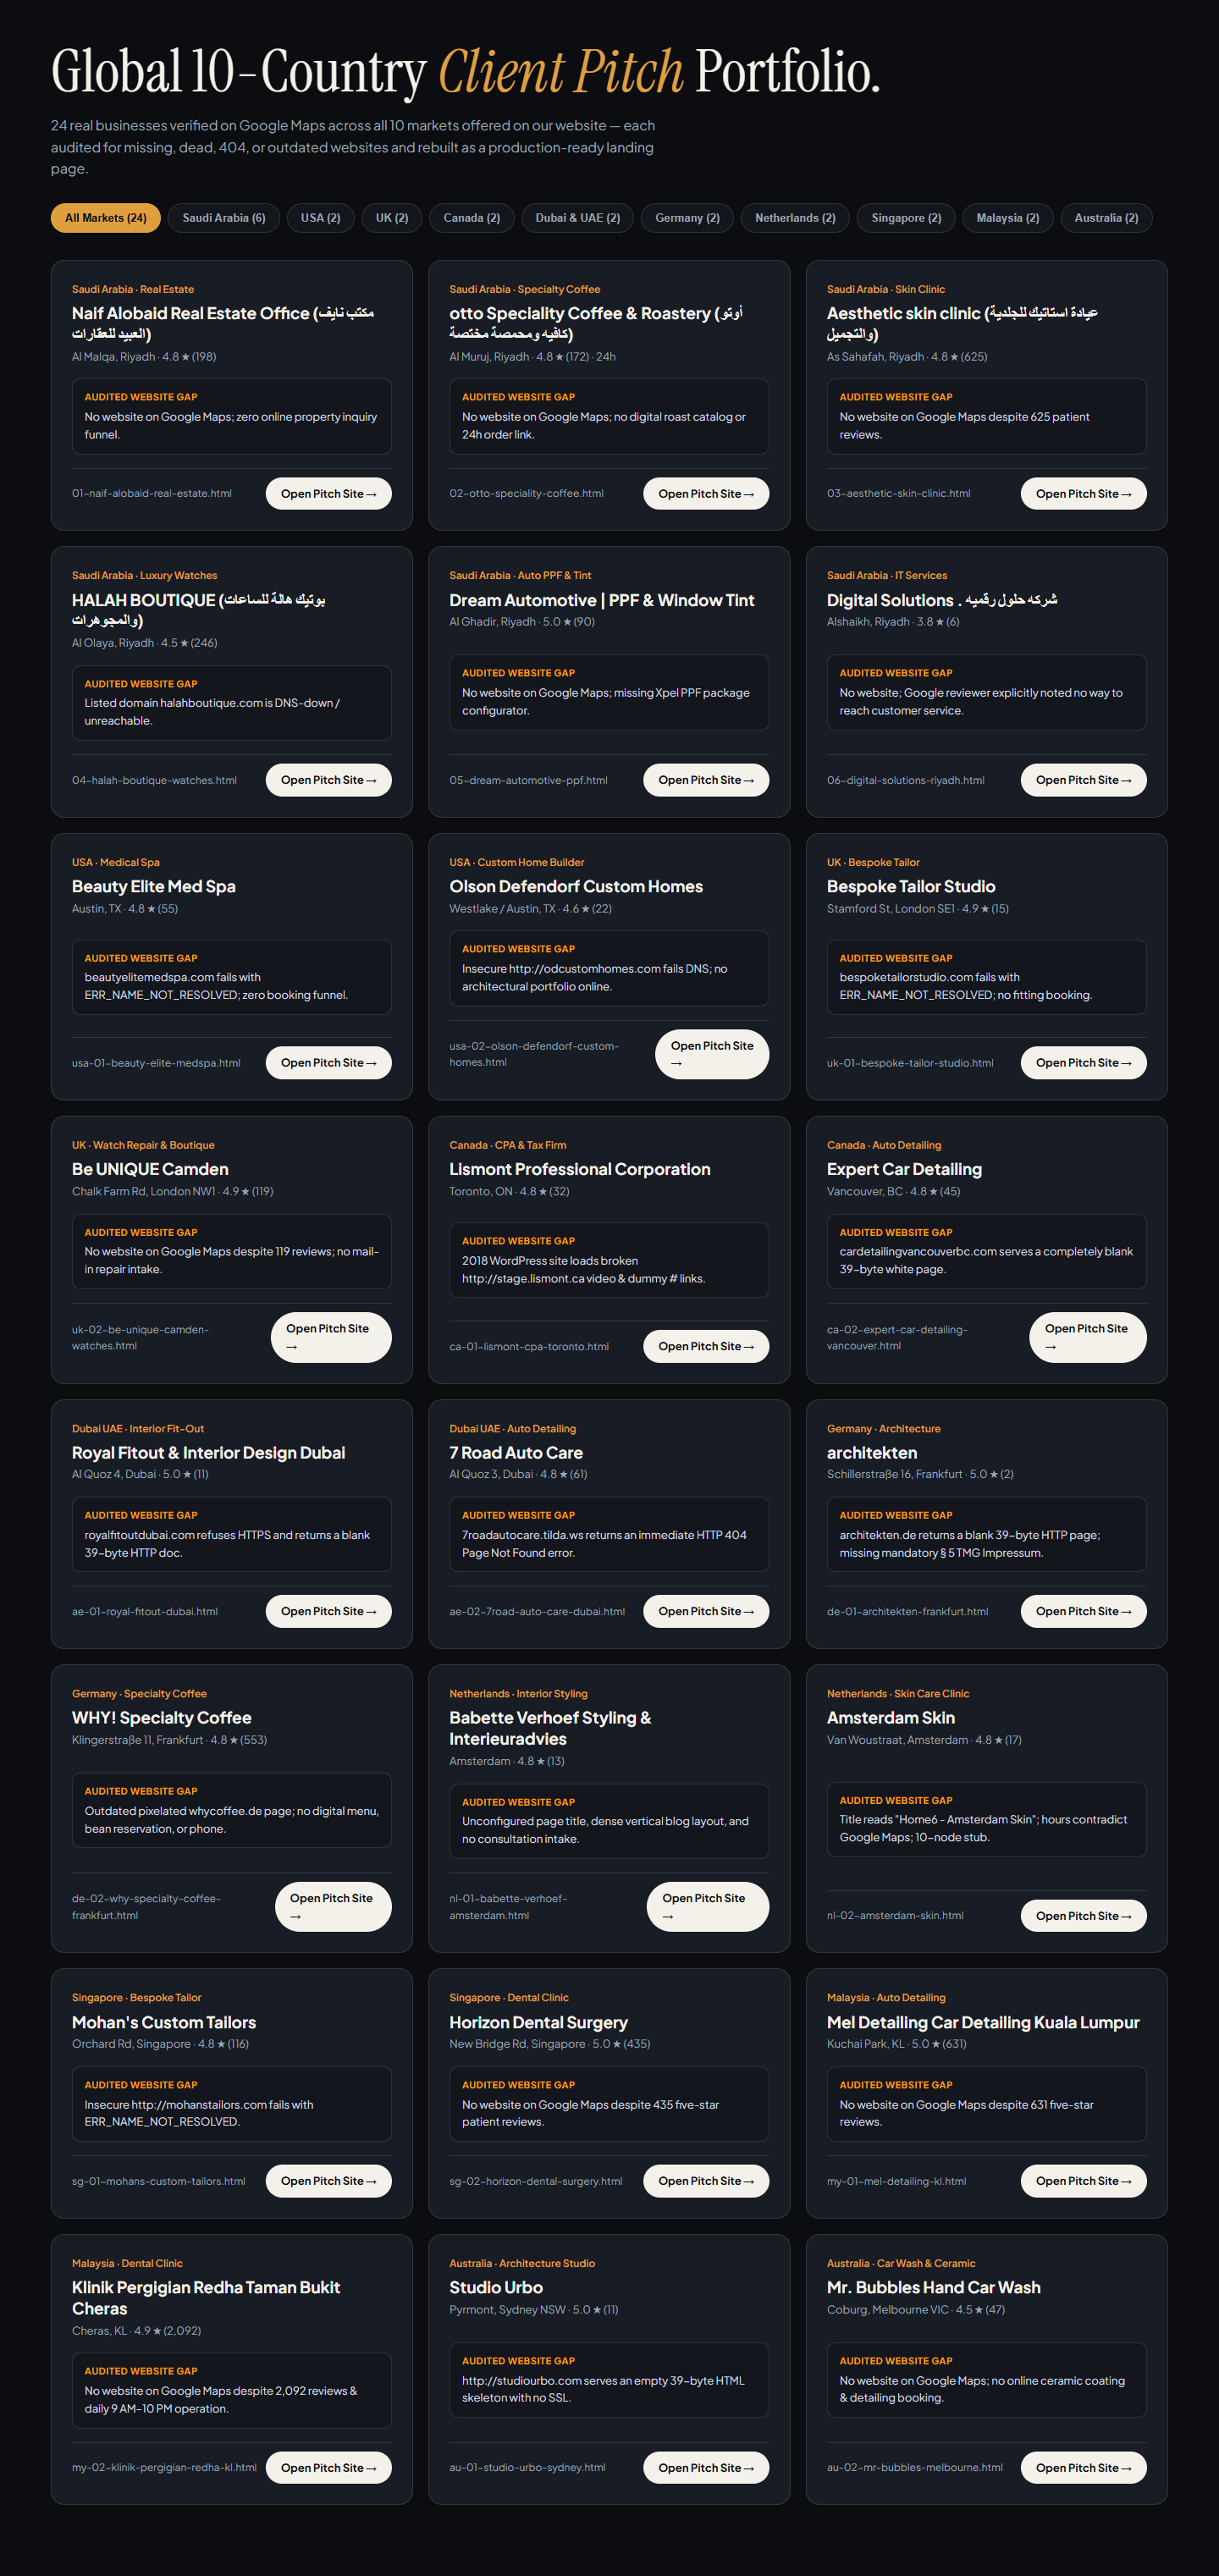 Global 10-Country Client Pitch Portfolio.
24 real businesses verified on Google Maps across all 10 markets offered on our website — each
audited for missing, dead, 404, or outdated websites and rebuilt as a production-ready landing
page.
All Markets (24)
Saudi Arabia (6)
USA (2)
UK (2)
Canada (2)
Dubai & UAE (2)
Germany (2)
Netherlands (2)
Singapore (2)
Malaysia (2)
Australia (2)
Saudi Arabia · Real Estate
Naif Alobaid Real Estate Office (مكتب نايف
العبيد للعقارات)
Al Malqa, Riyadh · 4.8 ★ (198)
AUDITED WEBSITE GAP
No website on Google Maps; zero online property inquiry
funnel.
01-naif-alobaid-real-estate.html
Open Pitch Site →
Saudi Arabia · Specialty Coffee
otto Speciality Coffee & Roastery (أوتو
كافيه ومحمصة مختصة)
Al Muruj, Riyadh · 4.8 ★ (172) · 24h
AUDITED WEBSITE GAP
No website on Google Maps; no digital roast catalog or
24h order link.
02-otto-speciality-coffee.html
Open Pitch Site →
Saudi Arabia · Skin Clinic
Aesthetic skin clinic (عيادة استاتيك للجلدية
والتجميل)
As Sahafah, Riyadh · 4.8 ★ (625)
AUDITED WEBSITE GAP
No website on Google Maps despite 625 patient
reviews.
03-aesthetic-skin-clinic.html
Open Pitch Site →
Saudi Arabia · Luxury Watches
HALAH BOUTIQUE (بوتيك هالة للساعات
والمجوهرات)
Al Olaya, Riyadh · 4.5 ★ (246)
AUDITED WEBSITE GAP
Listed domain halahboutique.com is DNS-down /
unreachable.
04-halah-boutique-watches.html
Open Pitch Site →
Saudi Arabia · Auto PPF & Tint
Dream Automotive | PPF & Window Tint
Al Ghadir, Riyadh · 5.0 ★ (90)
AUDITED WEBSITE GAP
No website on Google Maps; missing Xpel PPF package
configurator.
05-dream-automotive-ppf.html
Open Pitch Site →
Saudi Arabia · IT Services
Digital Solutions . شركه حلول رقميه
Alshaikh, Riyadh · 3.8 ★ (6)
AUDITED WEBSITE GAP
No website; Google reviewer explicitly noted no way to
reach customer service.
06-digital-solutions-riyadh.html
Open Pitch Site →
USA · Medical Spa
Beauty Elite Med Spa
Austin, TX · 4.8 ★ (55)
AUDITED WEBSITE GAP
beautyelitemedspa.com fails with
ERR_NAME_NOT_RESOLVED; zero booking funnel.
usa-01-beauty-elite-medspa.html
Open Pitch Site →
USA · Custom Home Builder
Olson Defendorf Custom Homes
Westlake / Austin, TX · 4.6 ★ (22)
AUDITED WEBSITE GAP
Insecure http://odcustomhomes.com fails DNS; no
architectural portfolio online.
usa-02-olson-defendorf-custom-
homes.html
Open Pitch Site
→
UK · Bespoke Tailor
Bespoke Tailor Studio
Stamford St, London SE1 · 4.9 ★ (15)
AUDITED WEBSITE GAP
bespoketailorstudio.com fails with
ERR_NAME_NOT_RESOLVED; no fitting booking.
uk-01-bespoke-tailor-studio.html
Open Pitch Site →
UK · Watch Repair & Boutique
Be UNIQUE Camden
Chalk Farm Rd, London NW1 · 4.9 ★ (119)
AUDITED WEBSITE GAP
No website on Google Maps despite 119 reviews; no mail-
in repair intake.
uk-02-be-unique-camden-
watches.html
Open Pitch Site
→
Canada · CPA & Tax Firm
Lismont Professional Corporation
Toronto, ON · 4.8 ★ (32)
AUDITED WEBSITE GAP
2018 WordPress site loads broken
http://stage.lismont.ca video & dummy # links.
ca-01-lismont-cpa-toronto.html
Open Pitch Site →
Canada · Auto Detailing
Expert Car Detailing
Vancouver, BC · 4.8 ★ (45)
AUDITED WEBSITE GAP
cardetailingvancouverbc.com serves a completely blank
39-byte white page.
ca-02-expert-car-detailing-
vancouver.html
Open Pitch Site
→
Dubai UAE · Interior Fit-Out
Royal Fitout & Interior Design Dubai
Al Quoz 4, Dubai · 5.0 ★ (11)
AUDITED WEBSITE GAP
royalfitoutdubai.com refuses HTTPS and returns a blank
39-byte HTTP doc.
ae-01-royal-fitout-dubai.html
Open Pitch Site →
Dubai UAE · Auto Detailing
7 Road Auto Care
Al Quoz 3, Dubai · 4.8 ★ (61)
AUDITED WEBSITE GAP
7roadautocare.tilda.ws returns an immediate HTTP 404
Page Not Found error.
ae-02-7road-auto-care-dubai.html
Open Pitch Site →
Germany · Architecture
architekten
Schillerstraße 16, Frankfurt · 5.0 ★ (2)
AUDITED WEBSITE GAP
architekten.de returns a blank 39-byte HTTP page;
missing mandatory § 5 TMG Impressum.
de-01-architekten-frankfurt.html
Open Pitch Site →
Germany · Specialty Coffee
WHY! Specialty Coffee
Klingerstraße 11, Frankfurt · 4.8 ★ (553)
AUDITED WEBSITE GAP
Outdated pixelated whycoffee.de page; no digital menu,
bean reservation, or phone.
de-02-why-specialty-coffee-
frankfurt.html
Open Pitch Site
→
Netherlands · Interior Styling
Babette Verhoef Styling &
Interieuradvies
Amsterdam · 4.8 ★ (13)
AUDITED WEBSITE GAP
Unconfigured page title, dense vertical blog layout, and
no consultation intake.
nl-01-babette-verhoef-
amsterdam.html
Open Pitch Site
→
Netherlands · Skin Care Clinic
Amsterdam Skin
Van Woustraat, Amsterdam · 4.8 ★ (17)
AUDITED WEBSITE GAP
Title reads "Home6 - Amsterdam Skin"; hours contradict
Google Maps; 10-node stub.
nl-02-amsterdam-skin.html
Open Pitch Site →
Singapore · Bespoke Tailor
Mohan's Custom Tailors
Orchard Rd, Singapore · 4.8 ★ (116)
AUDITED WEBSITE GAP
Insecure http://mohanstailors.com fails with
ERR_NAME_NOT_RESOLVED.
sg-01-mohans-custom-tailors.html
Open Pitch Site →
Singapore · Dental Clinic
Horizon Dental Surgery
New Bridge Rd, Singapore · 5.0 ★ (435)
AUDITED WEBSITE GAP
No website on Google Maps despite 435 five-star
patient reviews.
sg-02-horizon-dental-surgery.html
Open Pitch Site →
Malaysia · Auto Detailing
Mel Detailing Car Detailing Kuala Lumpur
Kuchai Park, KL · 5.0 ★ (631)
AUDITED WEBSITE GAP
No website on Google Maps despite 631 five-star
reviews.
my-01-mel-detailing-kl.html
Open Pitch Site →
Malaysia · Dental Clinic
Klinik Pergigian Redha Taman Bukit
Cheras
Cheras, KL · 4.9 ★ (2,092)
AUDITED WEBSITE GAP
No website on Google Maps despite 2,092 reviews &
daily 9 AM–10 PM operation.
my-02-klinik-pergigian-redha-kl.html
Open Pitch Site →
Australia · Architecture Studio
Studio Urbo
Pyrmont, Sydney NSW · 5.0 ★ (11)
AUDITED WEBSITE GAP
http://studiourbo.com serves an empty 39-byte HTML
skeleton with no SSL.
au-01-studio-urbo-sydney.html
Open Pitch Site →
Australia · Car Wash & Ceramic
Mr. Bubbles Hand Car Wash
Coburg, Melbourne VIC · 4.5 ★ (47)
AUDITED WEBSITE GAP
No website on Google Maps; no online ceramic coating
& detailing booking.
au-02-mr-bubbles-melbourne.html
Open Pitch Site →